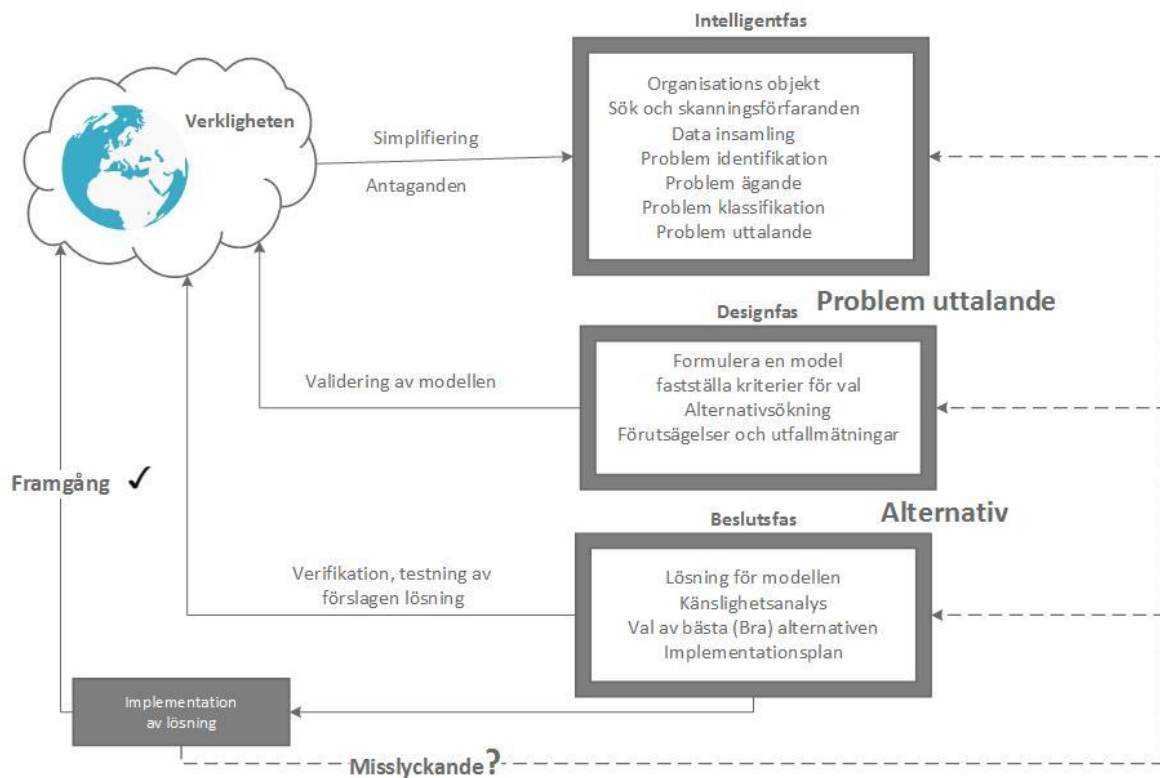 Intelligentfas
Organisations objekt
Sök och skanningsförfaranden
Data insamling
Problem identifikation
Problem ägande
Problem klassifikation
Problem uttalande
Verkligheten
Simplifiering
Antaganden
Problem uttalande
Designfas
Formulera en model
fastställa kriterier för val
Alternativsökning
Förutsägelser och utfallmätningar
Validering av modellen
Framgång ✓
Alternativ
Beslutsfas
Lösning för modellen
Känslighetsanalys
Val av bästa (Bra) alternativen
Implementationsplan
Verifikation, testning av
förslagen lösning
Implementation
av lösning
Misslyckande?